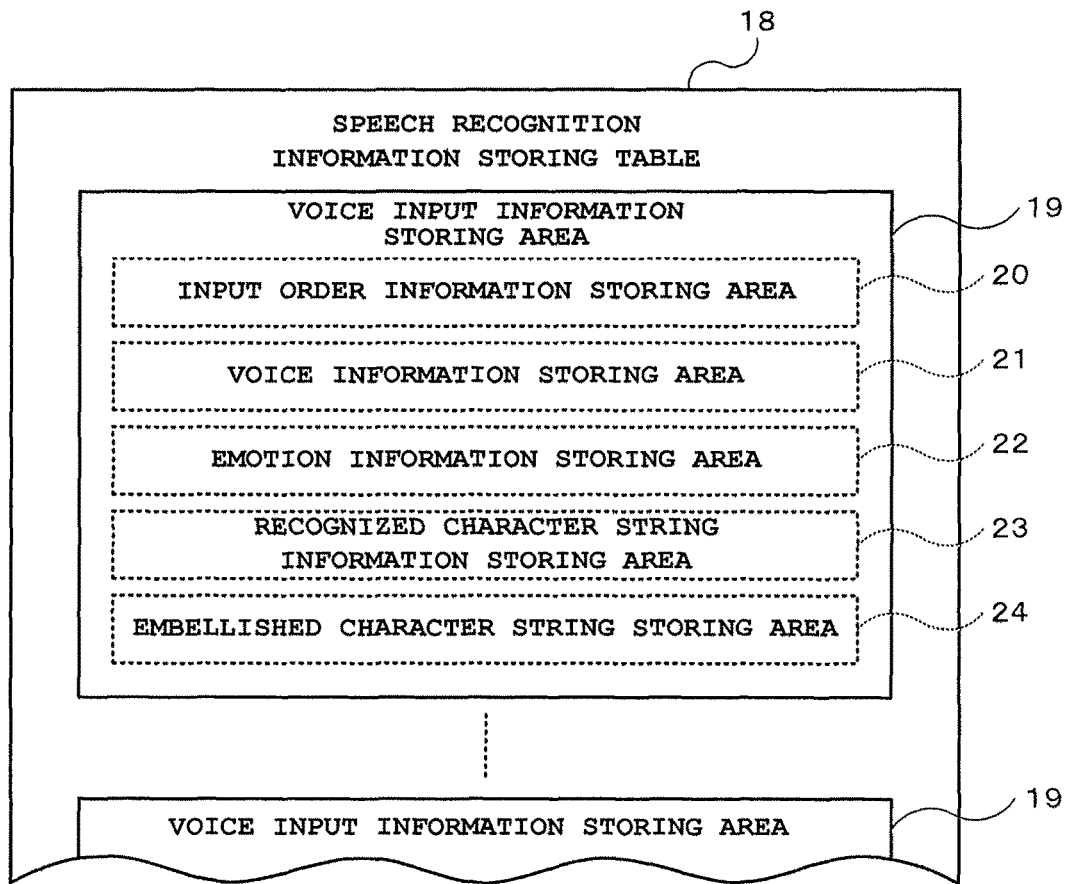 18
SPEECH RECOGNITION
INFORMATION STORING TABLE
VOICE INPUT INFORMATION
STORING AREA
19
INPUT ORDER INFORMATION STORING AREA
20
VOICE INFORMATION STORING AREA
21
EMOTION INFORMATION STORING AREA
22
RECOGNIZED CHARACTER STRING
INFORMATION STORING AREA
23
EMBELLISHED CHARACTER STRING STORING AREA
24
VOICE INPUT INFORMATION STORING AREA
19